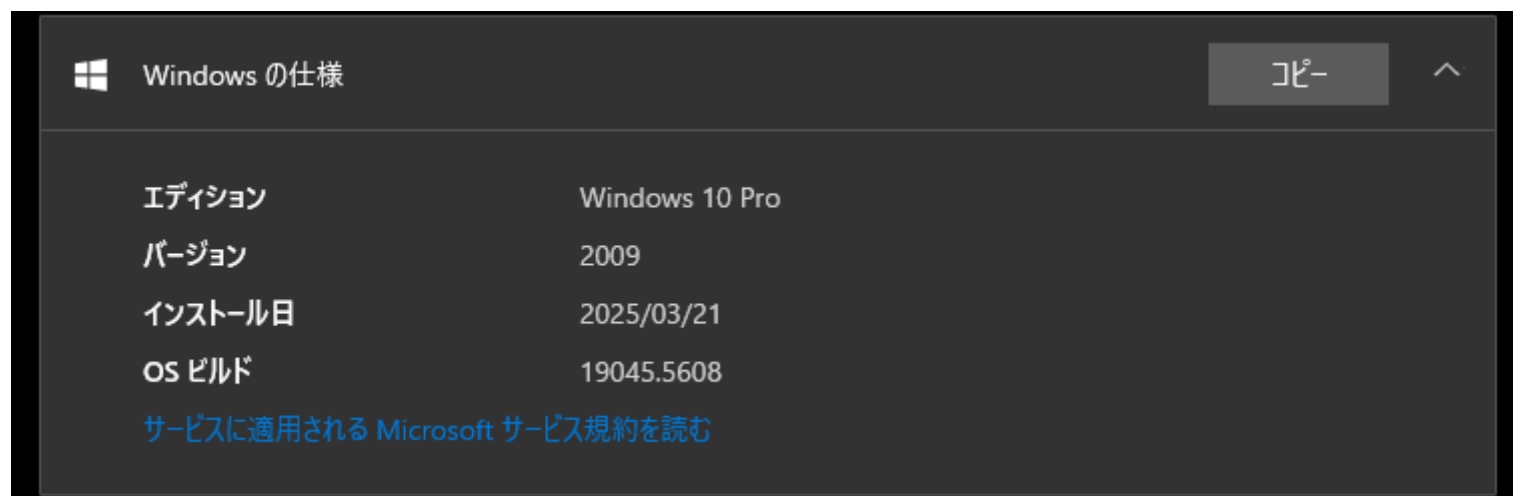 Windows の仕様 コピー
エディション Windows 10 Pro
バージョン 2009
インストール日 2025/03/21
OS ビルド 19045.5608
サービスに適用される Microsoft サービス規約を読む